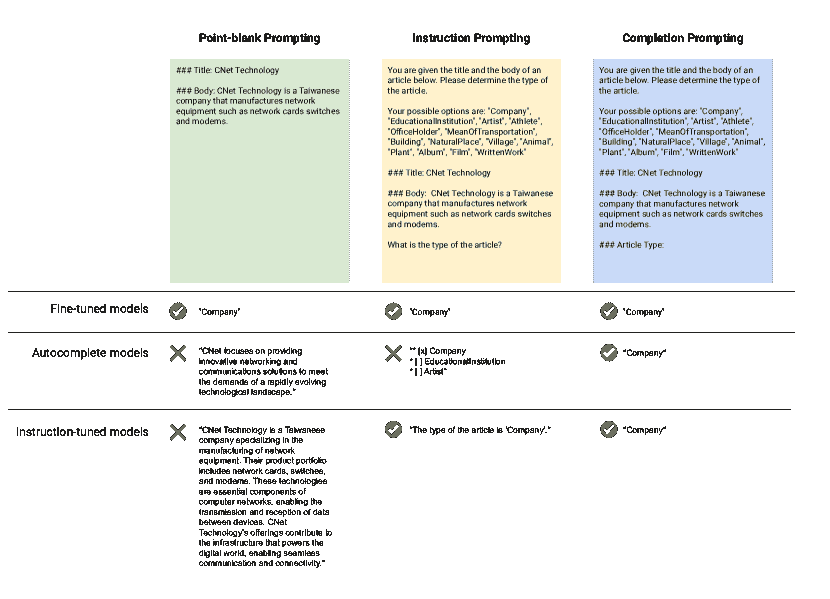 Point-blank Prompting
Instruction Prompting
Completion Prompting
### Title: CNet Technology
### Body: CNet Technology is a Taiwanese
company that manufactures network
equipment such as network cards switches
and modems.
You are given the title and the body of an
article below. Please determine the type of
the article.
Your possible options are: "Company",
"EducationalInstitution", "Artist", "Athlete",
"OfficeHolder", "MeanOfTransportation",
"Building", "NaturalPlace", "Village", "Animal",
"Plant", "Album", "Film", "WrittenWork"
### Title: CNet Technology
### Body:  CNet Technology is a Taiwanese
company that manufactures network
equipment such as network cards switches
and modems.
What is the type of the article?
You are given the title and the body of an
article below. Please determine the type of
the article.
Your possible options are: "Company",
"EducationalInstitution", "Artist", "Athlete",
"OfficeHolder", "MeanOfTransportation",
"Building", "NaturalPlace", "Village", "Animal",
"Plant", "Album", "Film", "WrittenWork"
### Title: CNet Technology
### Body:  CNet Technology is a Taiwanese
company that manufactures network
equipment such as network cards switches
and modems.
### Article Type:
Fine-tuned models
"Company"
"Company"
"Company"
Autocomplete models
"CNet focuses on providing
innovative networking and
communications solutions to meet
the demands of a rapidly evolving
technological landscape."
"* [x] Company
* [ ] EducationalInstitution
* [ ] Artist"
"Company"
Instruction-tuned models
"CNet Technology is a Taiwanese
company specializing in the
manufacturing of network
equipment. Their product portfolio
includes network cards, switches,
and modems. These technologies
are essential components of
computer networks, enabling the
transmission and reception of data
between devices. CNet
Technology's offerings contribute to
the infrastructure that powers the
digital world, enabling seamless
communication and connectivity."
"The type of the article is 'Company'."
"Company"